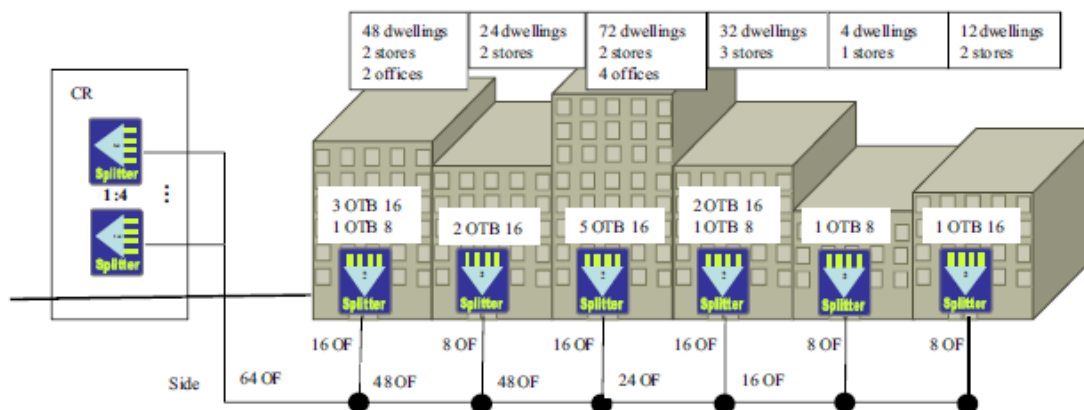 48 dwellings
2 stores
2 offices
24 dwellings
2 stores
72 dwellings
2 stores
4 offices
32 dwellings
3 stores
4 dwellings
1 stores
12 dwellings
2 stores
CR
Splitter
1:4
Splitter
3 OTB 16
1 OTB 8
2 OTB 16
5 OTB 16
2 OTB 16
1 OTB 8
1 OTB 8
1 OTB 16
Splitter
Splitter
Splitter
Splitter
Splitter
Splitter
16 OF
8 OF
16 OF
16 OF
8 OF
8 OF
Side
64 OF
48 OF
48 OF
24 OF
16 OF